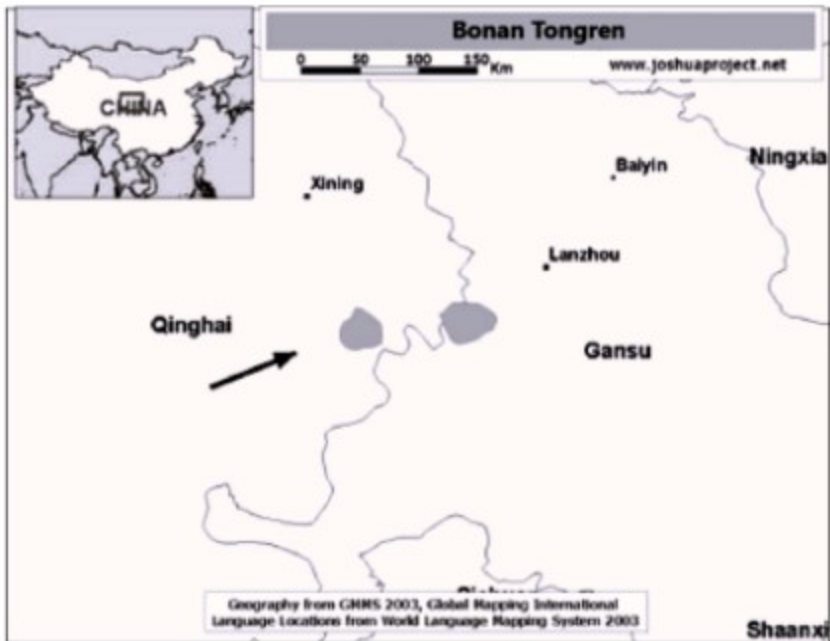 Bonan Tongren
0 50 100 150
Km
www.joshuaproject.net
CHINA
Ningxia
Baiyin
Xining
Lanzhou
Qinghai
Gansu
Geography from GMMS 2003, Global Mapping International
Language Locations from World Language Mapping System 2003
Shaanxi